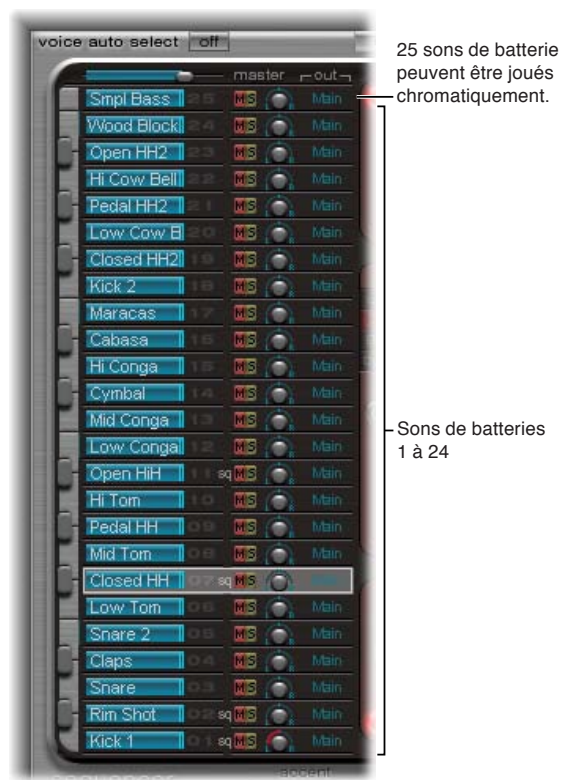 voice auto select off
master out
Smpl Bass 25 M S Main
Wood Block 24 M S Main
Open HH2 23 M S Main
Hi Cow Bell 22 M S Main
Pedal HH2 21 M S Main
Low Cow B 20 M S Main
Closed HH2 19 M S Main
Kick 2 18 M S Main
Maracas 17 M S Main
Cabasa 16 M S Main
Hi Conga 15 M S Main
Cymbal 14 M S Main
Mid Conga 13 M S Main
Low Conga 12 M S Main
Open HiH 11 sq M S Main
Hi Tom 10 M S Main
Pedal HH 09 M S Main
Mid Tom 08 M S Main
Closed HH 07 sq M S Main
Low Tom 06 M S Main
Snare 2 05 M S Main
Claps 04 M S Main
Snare 03 M S Main
Rim Shot 02 sq M S Main
Kick 1 01 sq M S Main
accent
25 sons de batterie
peuvent être joués
chromatiquement.
Sons de batteries
1 à 24